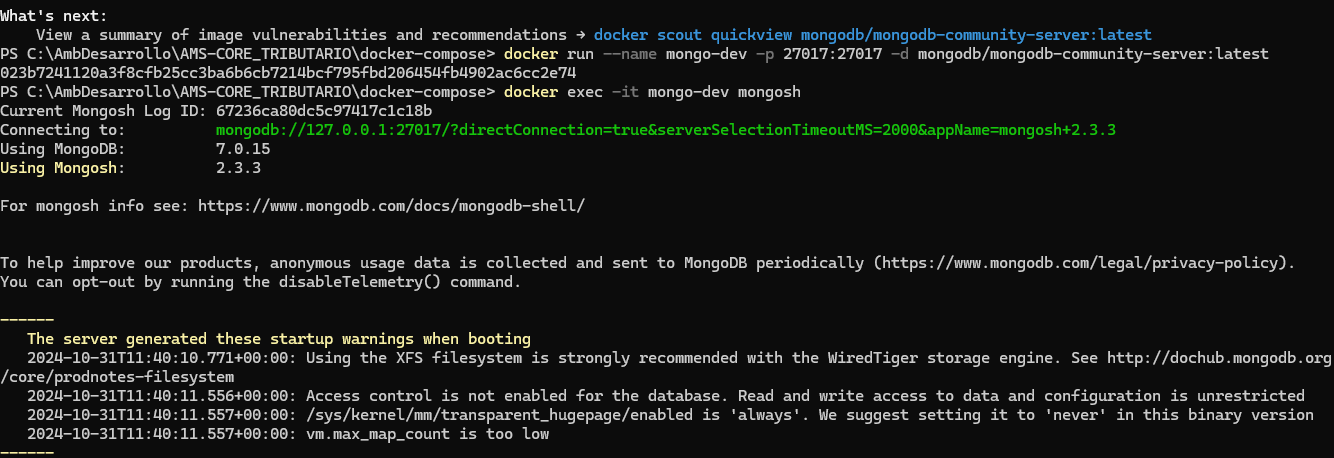 What's next:
    View a summary of image vulnerabilities and recommendations → docker scout quickview mongodb/mongodb-community-server:latest
PS C:\AmbDesarrollo\AMS-CORE_TRIBUTARIO\docker-compose> docker run --name mongo-dev -p 27017:27017 -d mongodb/mongodb-community-server:latest
023b7241120a3f8cfb25cc3ba6b6cb7214bcf795fbd206454fb4902ac6cc2e74
PS C:\AmbDesarrollo\AMS-CORE_TRIBUTARIO\docker-compose> docker exec -it mongo-dev mongosh
Current Mongosh Log ID: 67236ca80dc5c97417c1c18b
Connecting to:          mongodb://127.0.0.1:27017/?directConnection=true&serverSelectionTimeoutMS=2000&appName=mongosh+2.3.3
Using MongoDB:          7.0.15
Using Mongosh:          2.3.3
For mongosh info see: https://www.mongodb.com/docs/mongodb-shell/
To help improve our products, anonymous usage data is collected and sent to MongoDB periodically (https://www.mongodb.com/legal/privacy-policy).
You can opt-out by running the disableTelemetry() command.
------
   The server generated these startup warnings when booting
   2024-10-31T11:40:10.771+00:00: Using the XFS filesystem is strongly recommended with the WiredTiger storage engine. See http://dochub.mongodb.org
/core/prodnotes-filesystem
   2024-10-31T11:40:11.556+00:00: Access control is not enabled for the database. Read and write access to data and configuration is unrestricted
   2024-10-31T11:40:11.557+00:00: /sys/kernel/mm/transparent_hugepage/enabled is 'always'. We suggest setting it to 'never' in this binary version
   2024-10-31T11:40:11.557+00:00: vm.max_map_count is too low
------